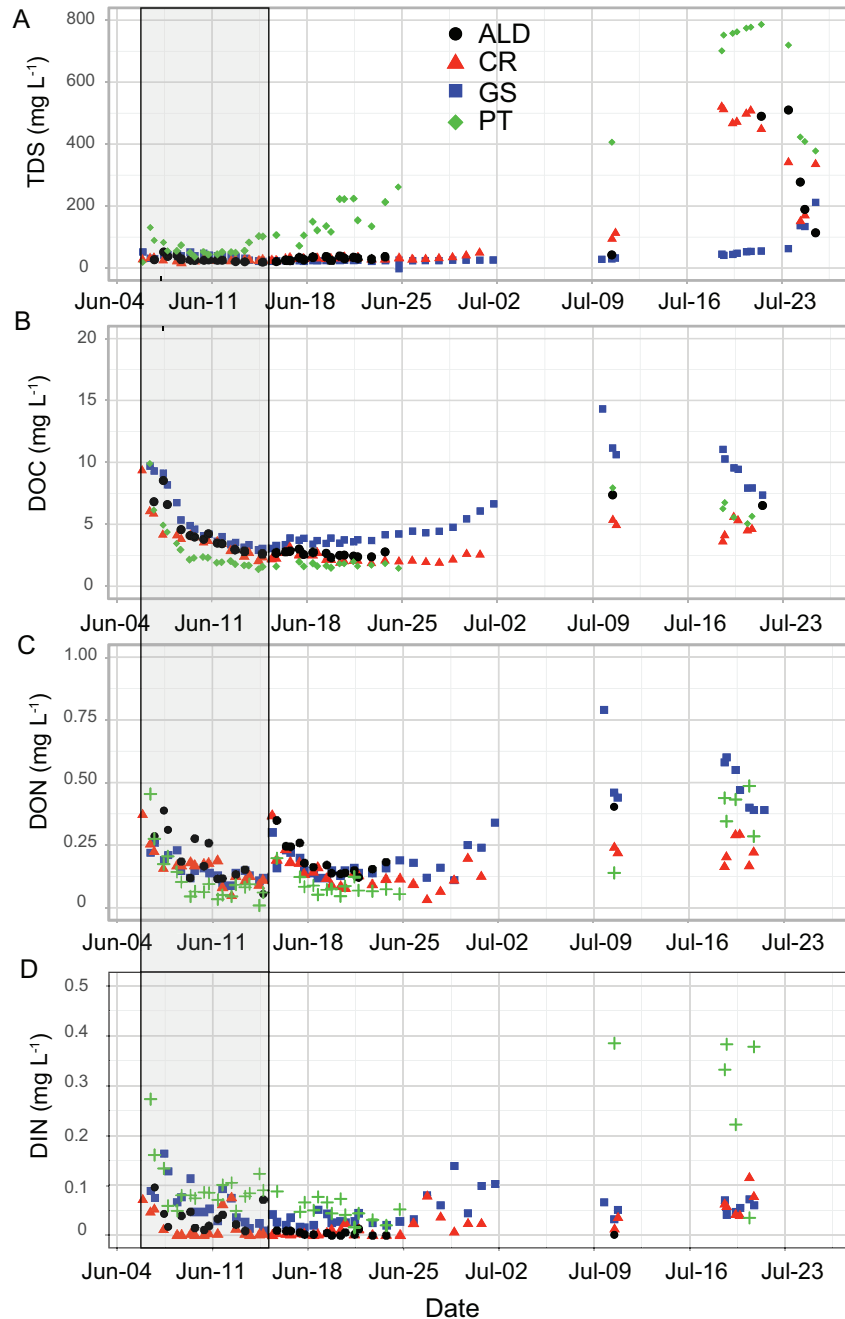 A
TDS (mg L⁻¹)
800
600
400
200
0
ALD
CR
GS
PT
Jun-04 Jun-11 Jun-18 Jun-25 Jul-02 Jul-09 Jul-16 Jul-23
B
DOC (mg L⁻¹)
20
15
10
5
0
Jun-04 Jun-11 Jun-18 Jun-25 Jul-02 Jul-09 Jul-16 Jul-23
C
DON (mg L⁻¹)
1.00
0.75
0.50
0.25
0.00
Jun-04 Jun-11 Jun-18 Jun-25 Jul-02 Jul-09 Jul-16 Jul-23
D
DIN (mg L⁻¹)
0.5
0.4
0.3
0.2
0.1
0
Jun-04 Jun-11 Jun-18 Jun-25 Jul-02 Jul-09 Jul-16 Jul-23
Date